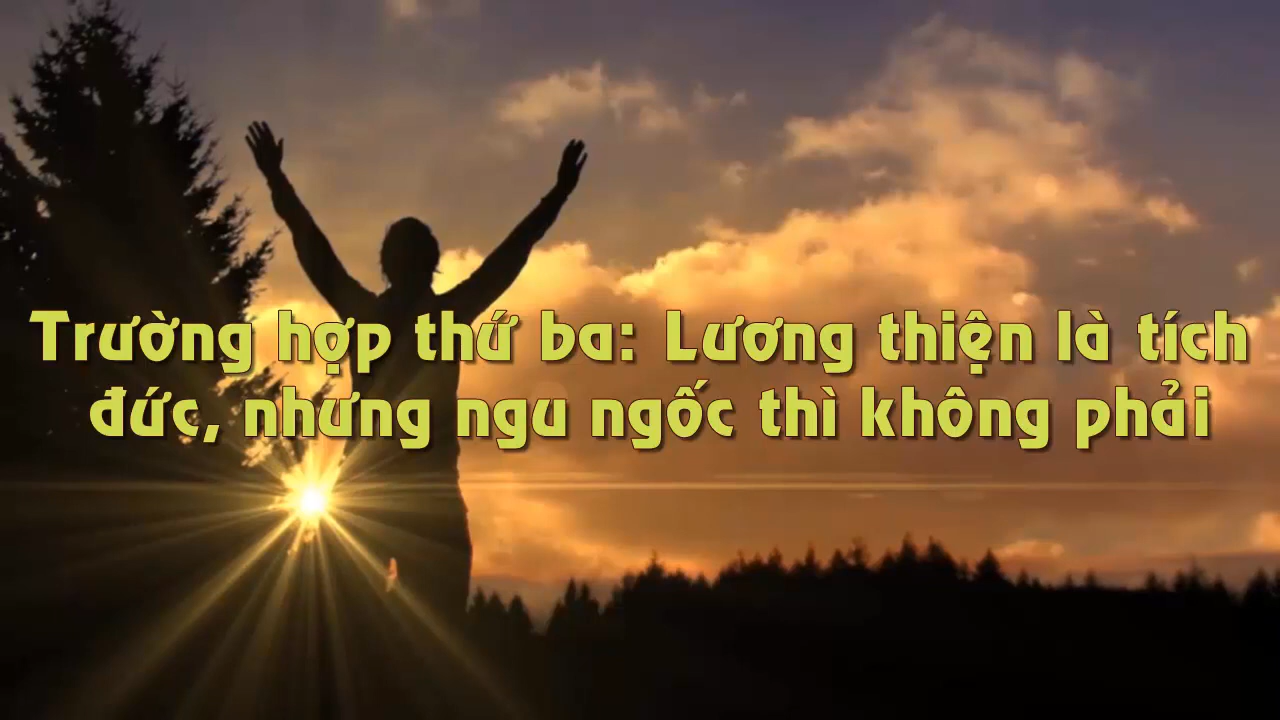 Trường hợp thứ ba: Lương thiện là tích
đức, nhưng ngu ngốc thì không phải